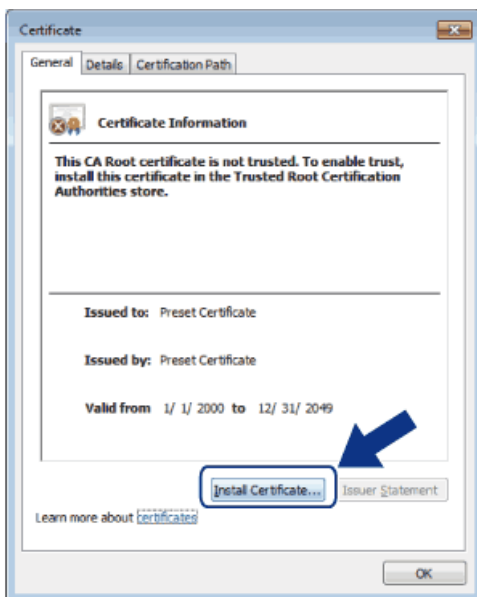 Certificate
General Details Certification Path
Certificate Information
This CA Root certificate is not trusted. To enable trust,
install this certificate in the Trusted Root Certification
Authorities store.
Issued to: Preset Certificate
Issued by: Preset Certificate
Valid from 1/ 1/ 2000 to 12/ 31/ 2049
Install Certificate... Issuer Statement
Learn more about certificates
OK